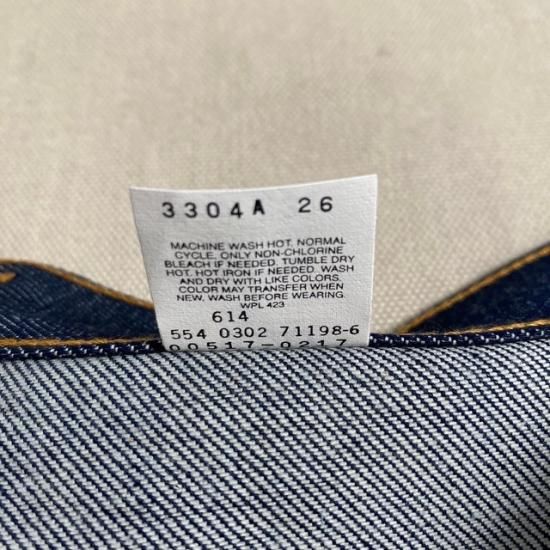 3304A 26
MACHINE WASH HOT. NORMAL
CYCLE. ONLY NON-CHLORINE
BLEACH IF NEEDED. TUMBLE DRY
HOT. HOT IRON IF NEEDED. WASH
AND DRY WITH LIKE COLORS.
COLOR MAY TRANSFER WHEN
NEW. WASH BEFORE WEARING.
WPL 423
614
554 0302 71198-6
00517-0217